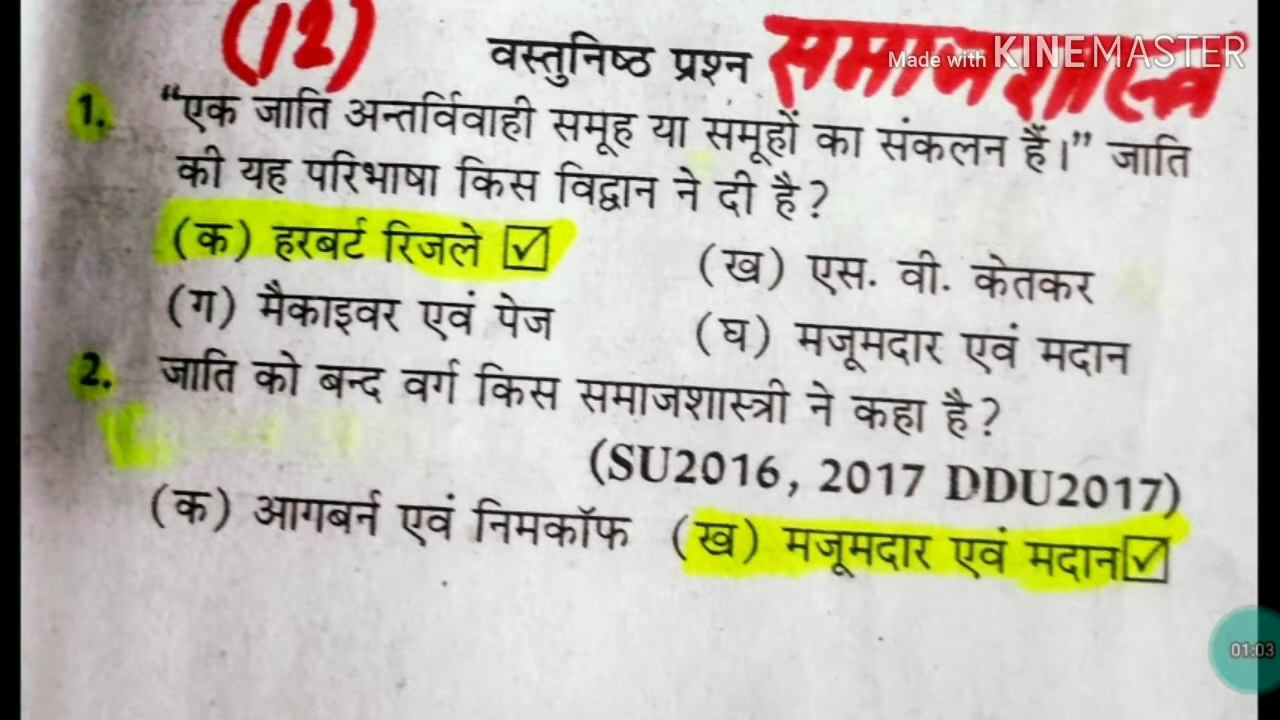 (12)
वस्तुनिष्ठ प्रश्न समाजशास्त्र
Made with KINEMASTER
1. “एक जाति अन्तर्विवाही समूह या समूहों का संकलन हैं।” जाति
की यह परिभाषा किस विद्वान ने दी है?
(क) हरबर्ट रिजले ☑ (ख) एस. वी. केतकर
(ग) मैकाइवर एवं पेज (घ) मजूमदार एवं मदान
2. जाति को बन्द वर्ग किस समाजशास्त्री ने कहा है?
(SU2016, 2017 DDU2017)
(क) आगबर्न एवं निमकॉफ (ख) मजूमदार एवं मदान ☑
01:03